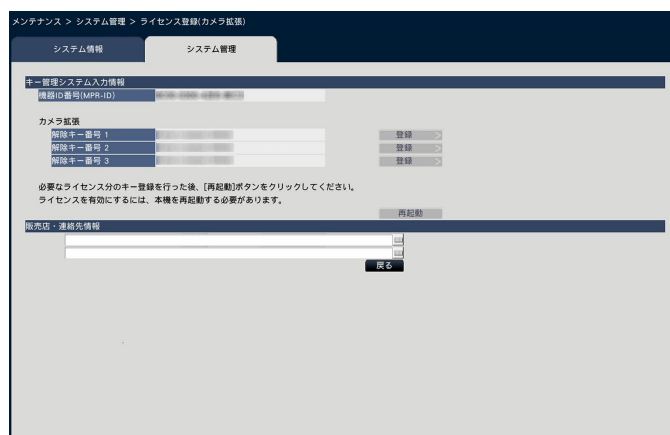 メンテナンス > システム管理 > ライセンス登録(カメラ拡張)
システム情報 システム管理
キー管理システム入力情報
機器ID番号(MPR-ID)
カメラ拡張
解除キー番号 1 登録 >
解除キー番号 2 登録 >
解除キー番号 3 登録 >
必要なライセンス分のキー登録を行った後、[再起動]ボタンをクリックしてください。
ライセンスを有効にするには、本機を再起動する必要があります。
再起動
販売店・連絡先情報
戻る